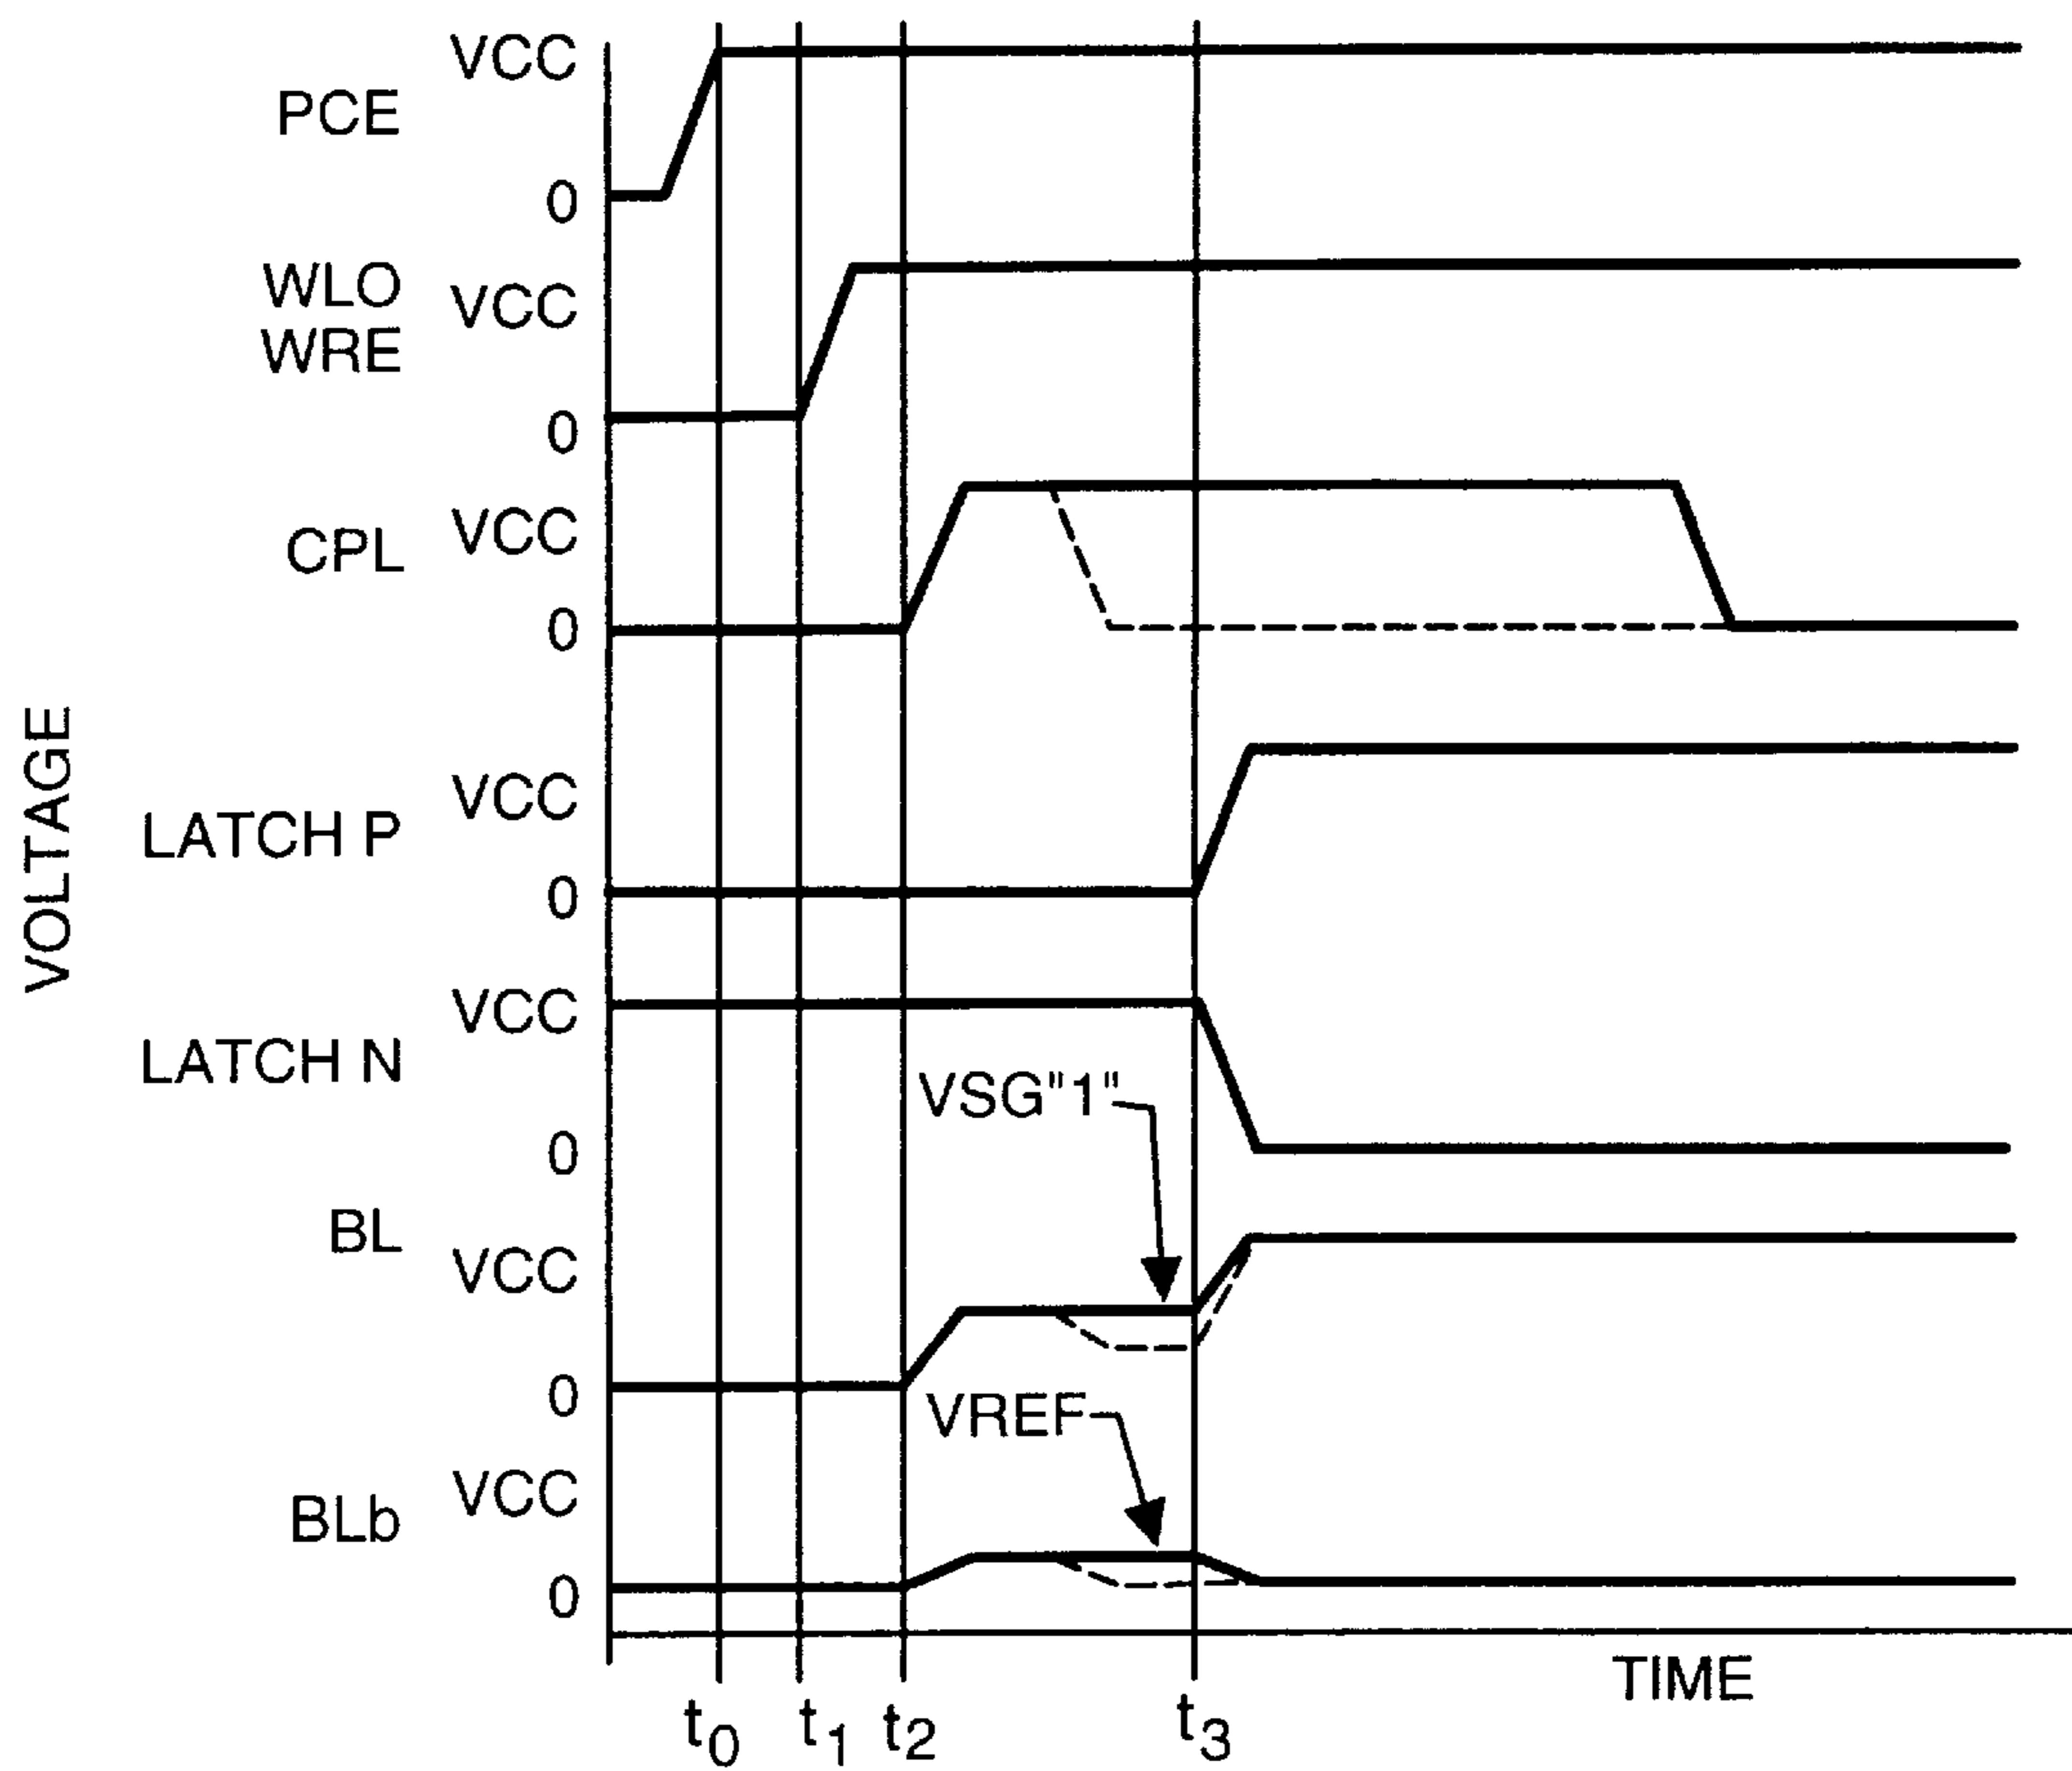 VOLTAGE
PCE
VCC
0
WLO
WRE
VCC
0
CPL
VCC
0
LATCH P
VCC
0
LATCH N
VCC
0
VSG"1"
BL
VCC
0
VREF
BLb
VCC
0
TIME
t0 t1 t2 t3